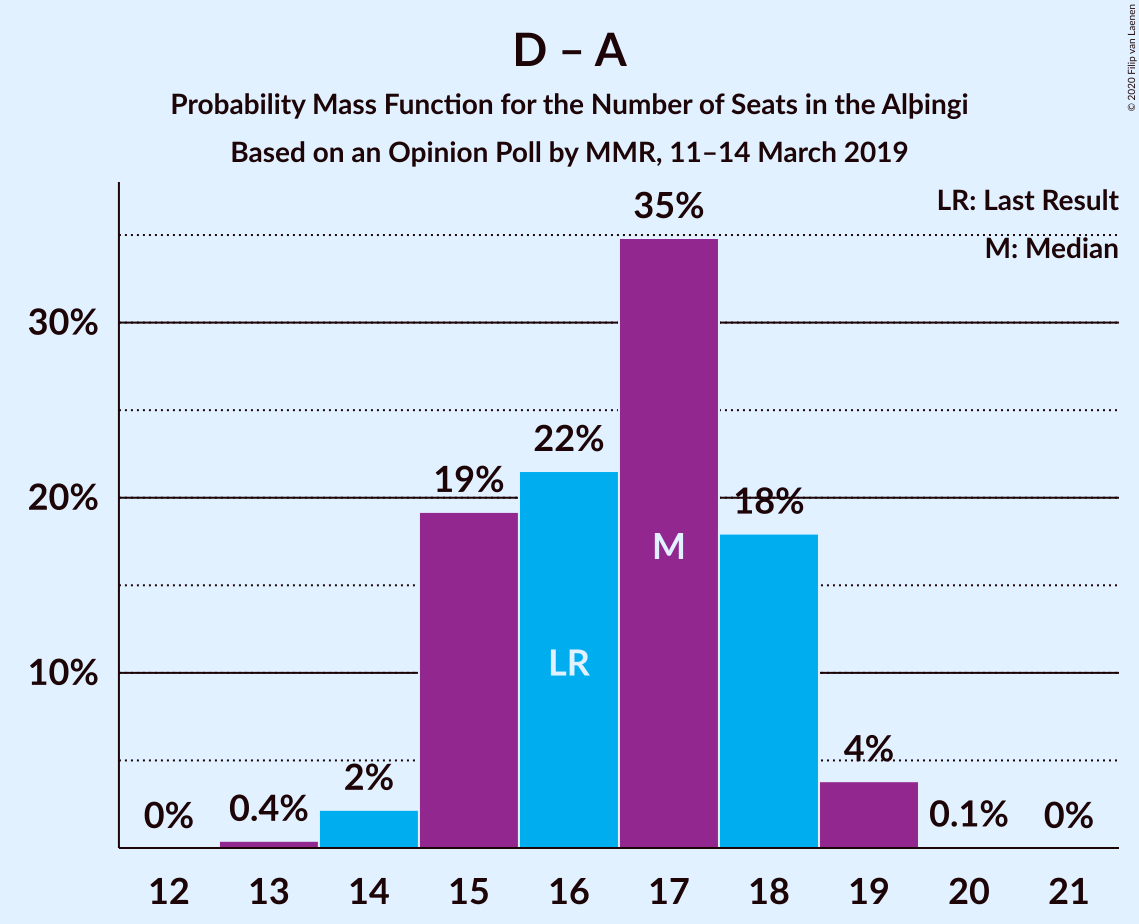 D – A
Probability Mass Function for the Number of Seats in the Alþingi
Based on an Opinion Poll by MMR, 11–14 March 2019
© 2020 Filip van Laenen
LR: Last Result
M: Median
35%
30%
22%
19%
20%
18%
M
LR
10%
4%
2%
0.4%
0%
0.1%
0%
12 13 14 15 16 17 18 19 20 21